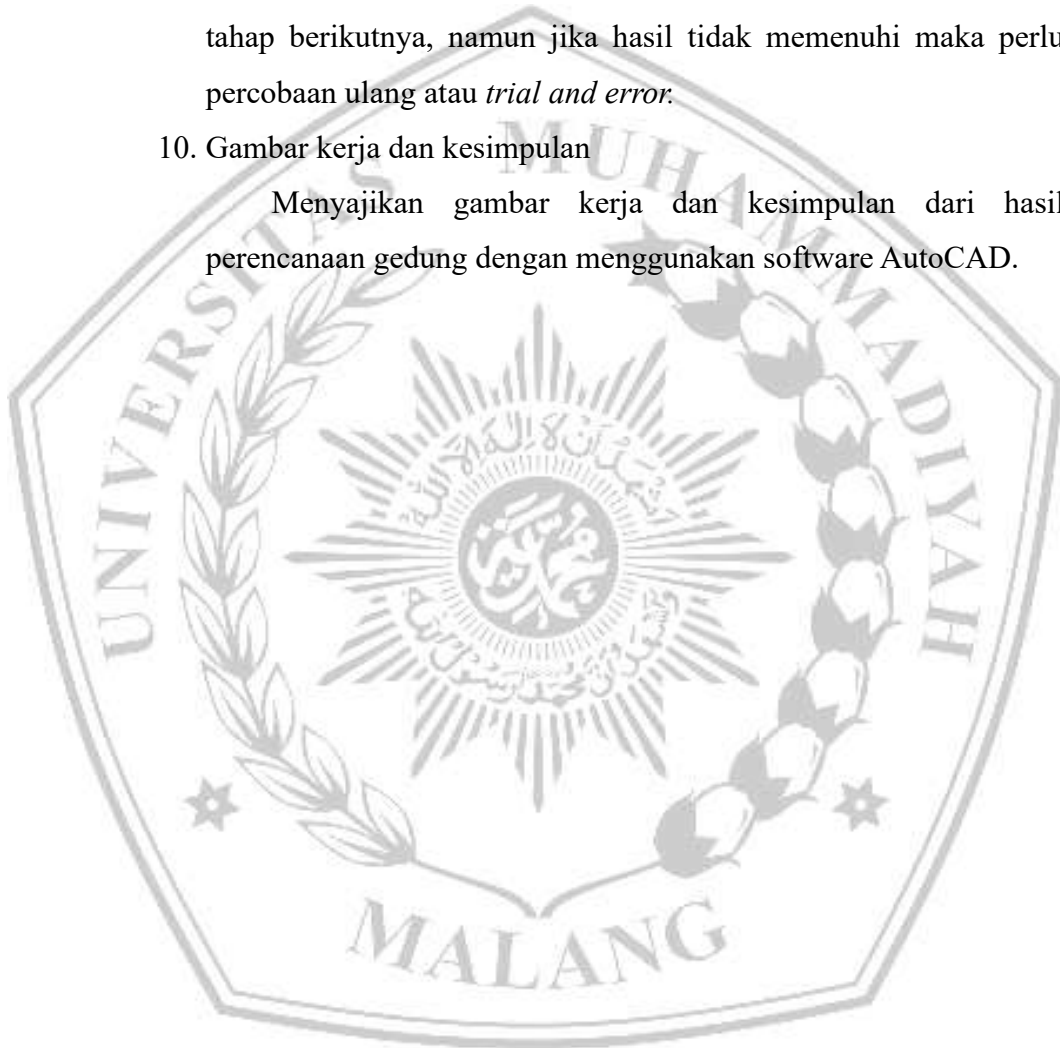 tahap berikutnya, namun jika hasil tidak memenuhi maka perlu
percobaan ulang atau trial and error.
10. Gambar kerja dan kesimpulan
Menyajikan gambar kerja dan kesimpulan dari hasil
perencanaan gedung dengan menggunakan software AutoCAD.
UNIVERSITAS MUHAMMADIYAH
MALANG